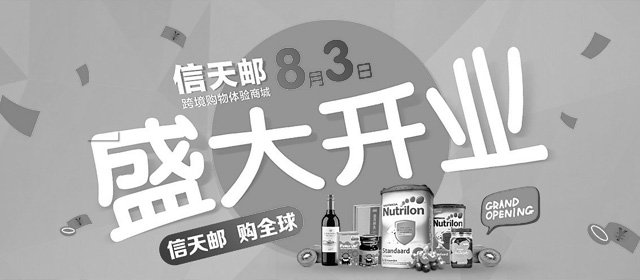 信天邮 8月3日
跨境购物体验商城
盛大开业
信天邮 购全球
Nutrilon
Standaard
Nutrilon
GRAND
OPENING